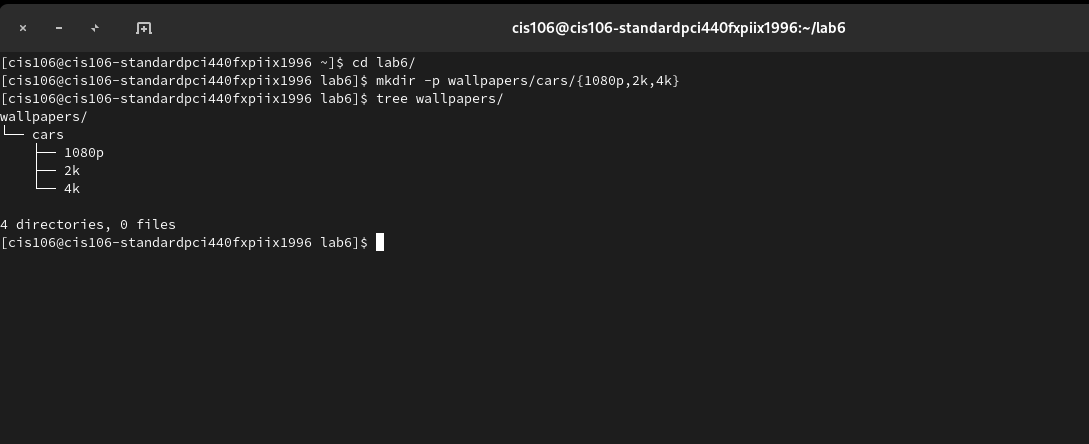 cis106@cis106-standardpci440fxpiix1996:~/lab6
[cis106@cis106-standardpci440fxpiix1996 ~]$ cd lab6/
[cis106@cis106-standardpci440fxpiix1996 lab6]$ mkdir -p wallpapers/cars/{1080p,2k,4k}
[cis106@cis106-standardpci440fxpiix1996 lab6]$ tree wallpapers/
wallpapers/
└── cars
    ├── 1080p
    ├── 2k
    └── 4k
4 directories, 0 files
[cis106@cis106-standardpci440fxpiix1996 lab6]$